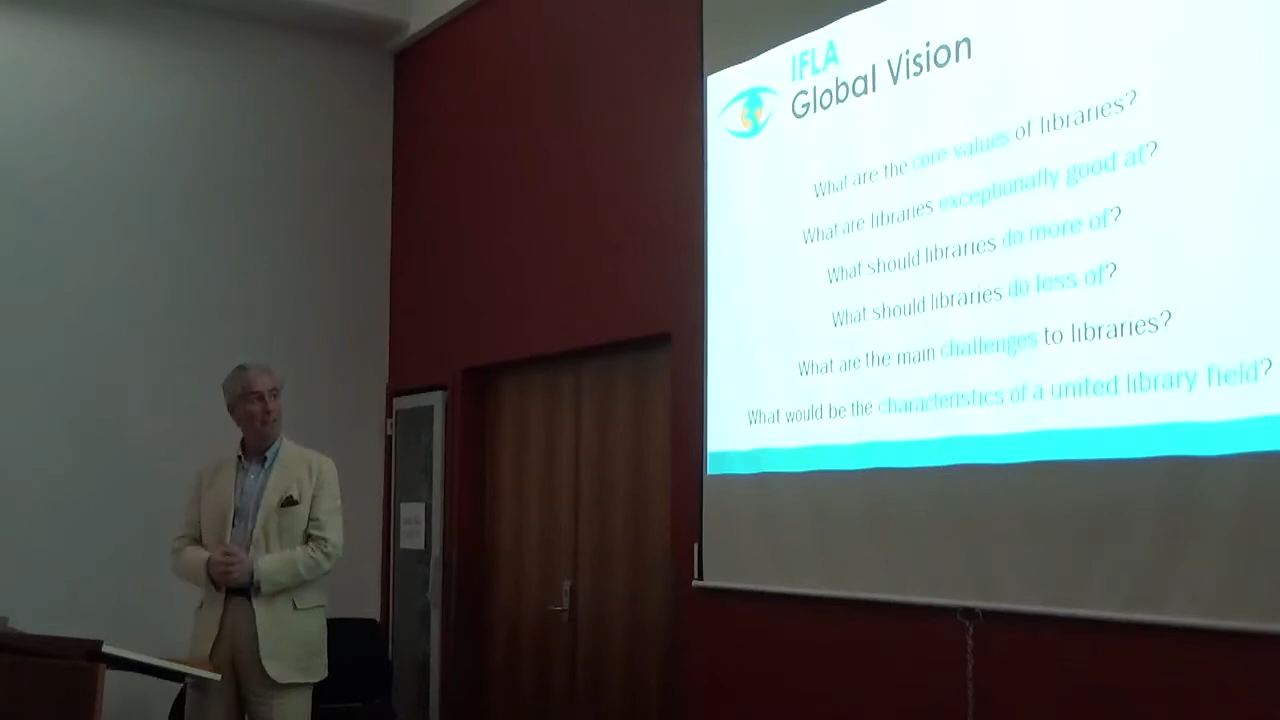 IFLA
Global Vision
What are the core values of libraries?
What are libraries exceptionally good at?
What should libraries do more of?
What should libraries do less of?
What are the main challenges to libraries?
What would be the characteristics of a united library field?